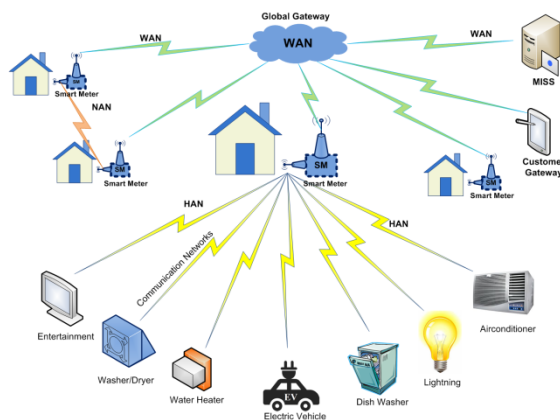 Global Gateway
WAN
WAN
WAN
SM
Smart Meter
MISS
NAN
SM
Smart Meter
SM
Smart Meter
SM
Smart Meter
Custome
Gateway
HAN
HAN
Communication Networks
Entertainment
Washer/Dryer
Water Heater
EV
Electric Vehicle
Dish Washer
Lightning
Airconditioner